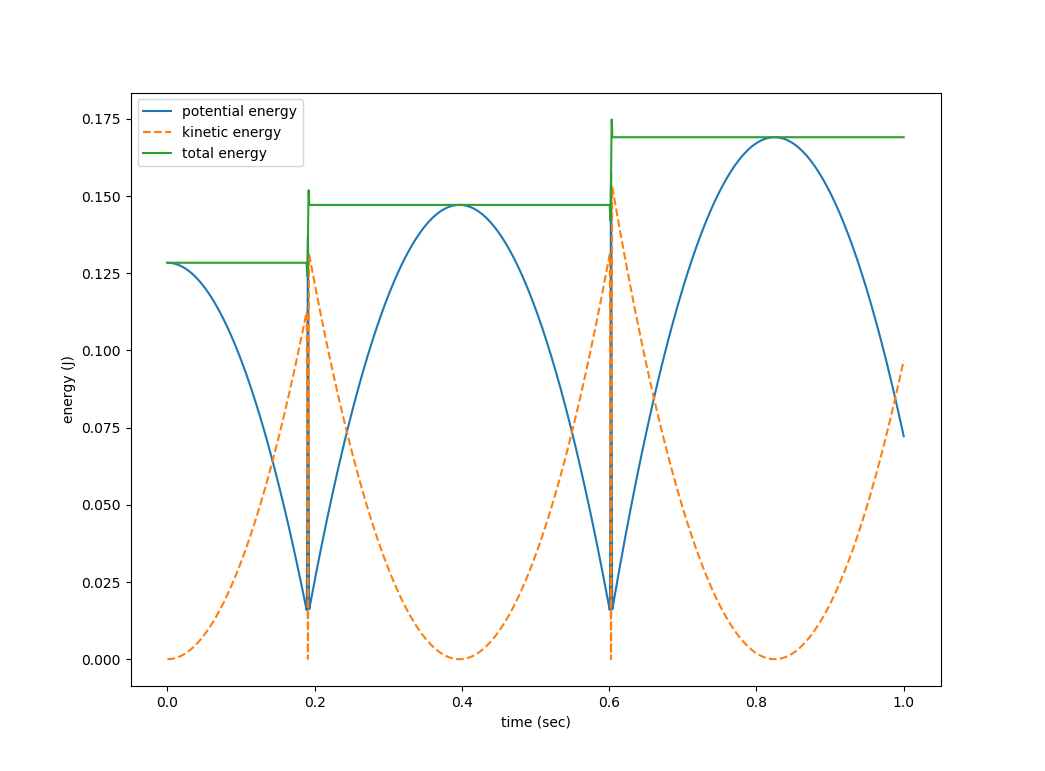 potential energy
kinetic energy
total energy
0.175
0.150
0.125
0.100
0.075
0.050
0.025
0.000
energy (J)
0.0 0.2 0.4 0.6 0.8 1.0
time (sec)